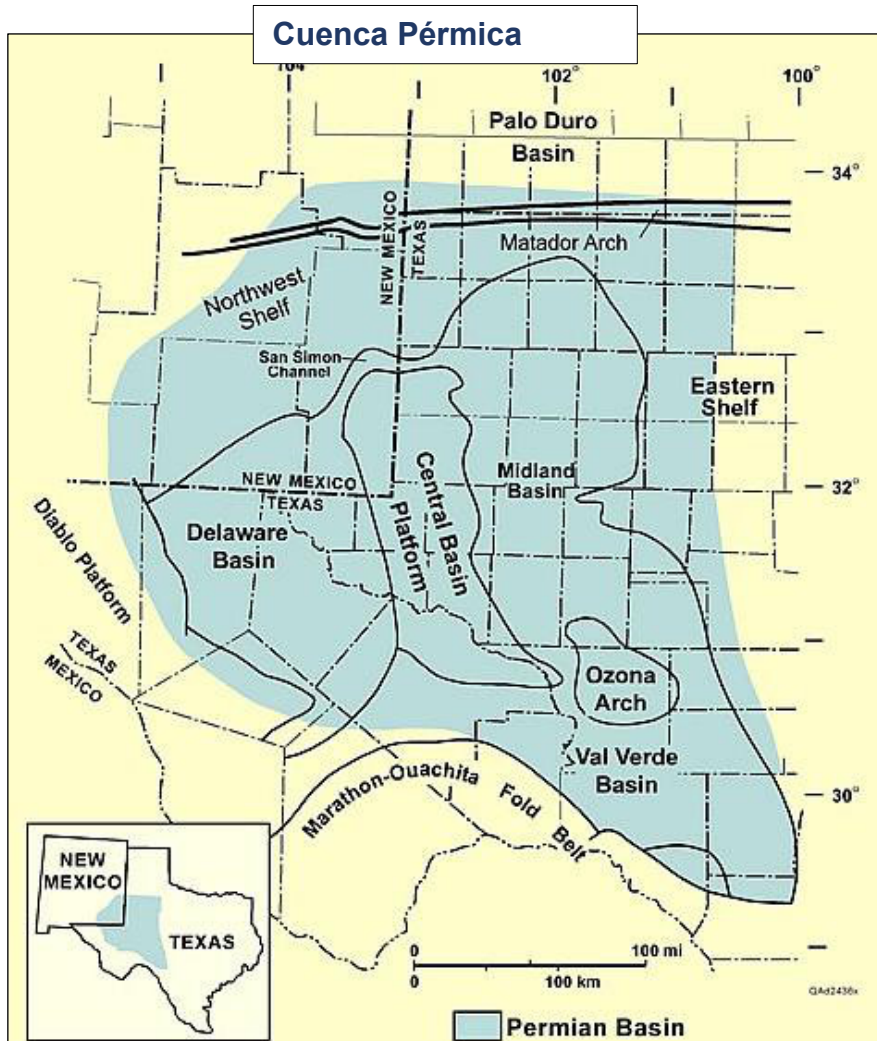 Cuenca Pérmica
104
102°
100°
Palo Duro
Basin
34°
NEW MEXICO
TEXAS
Matador Arch
Northwest
Shelf
San Simon
Channel
Eastern
Shelf
Central Basin
Platform
Midland
Basin
NEW MEXICO
TEXAS
32°
Delaware
Basin
Diablo Platform
TEXAS
MEXICO
Ozona
Arch
Val Verde
Basin
30°
Marathon-Ouachita Fold Belt
NEW
MEXICO
TEXAS
0 100 mi
0 100 km
QAd2436x
Permian Basin